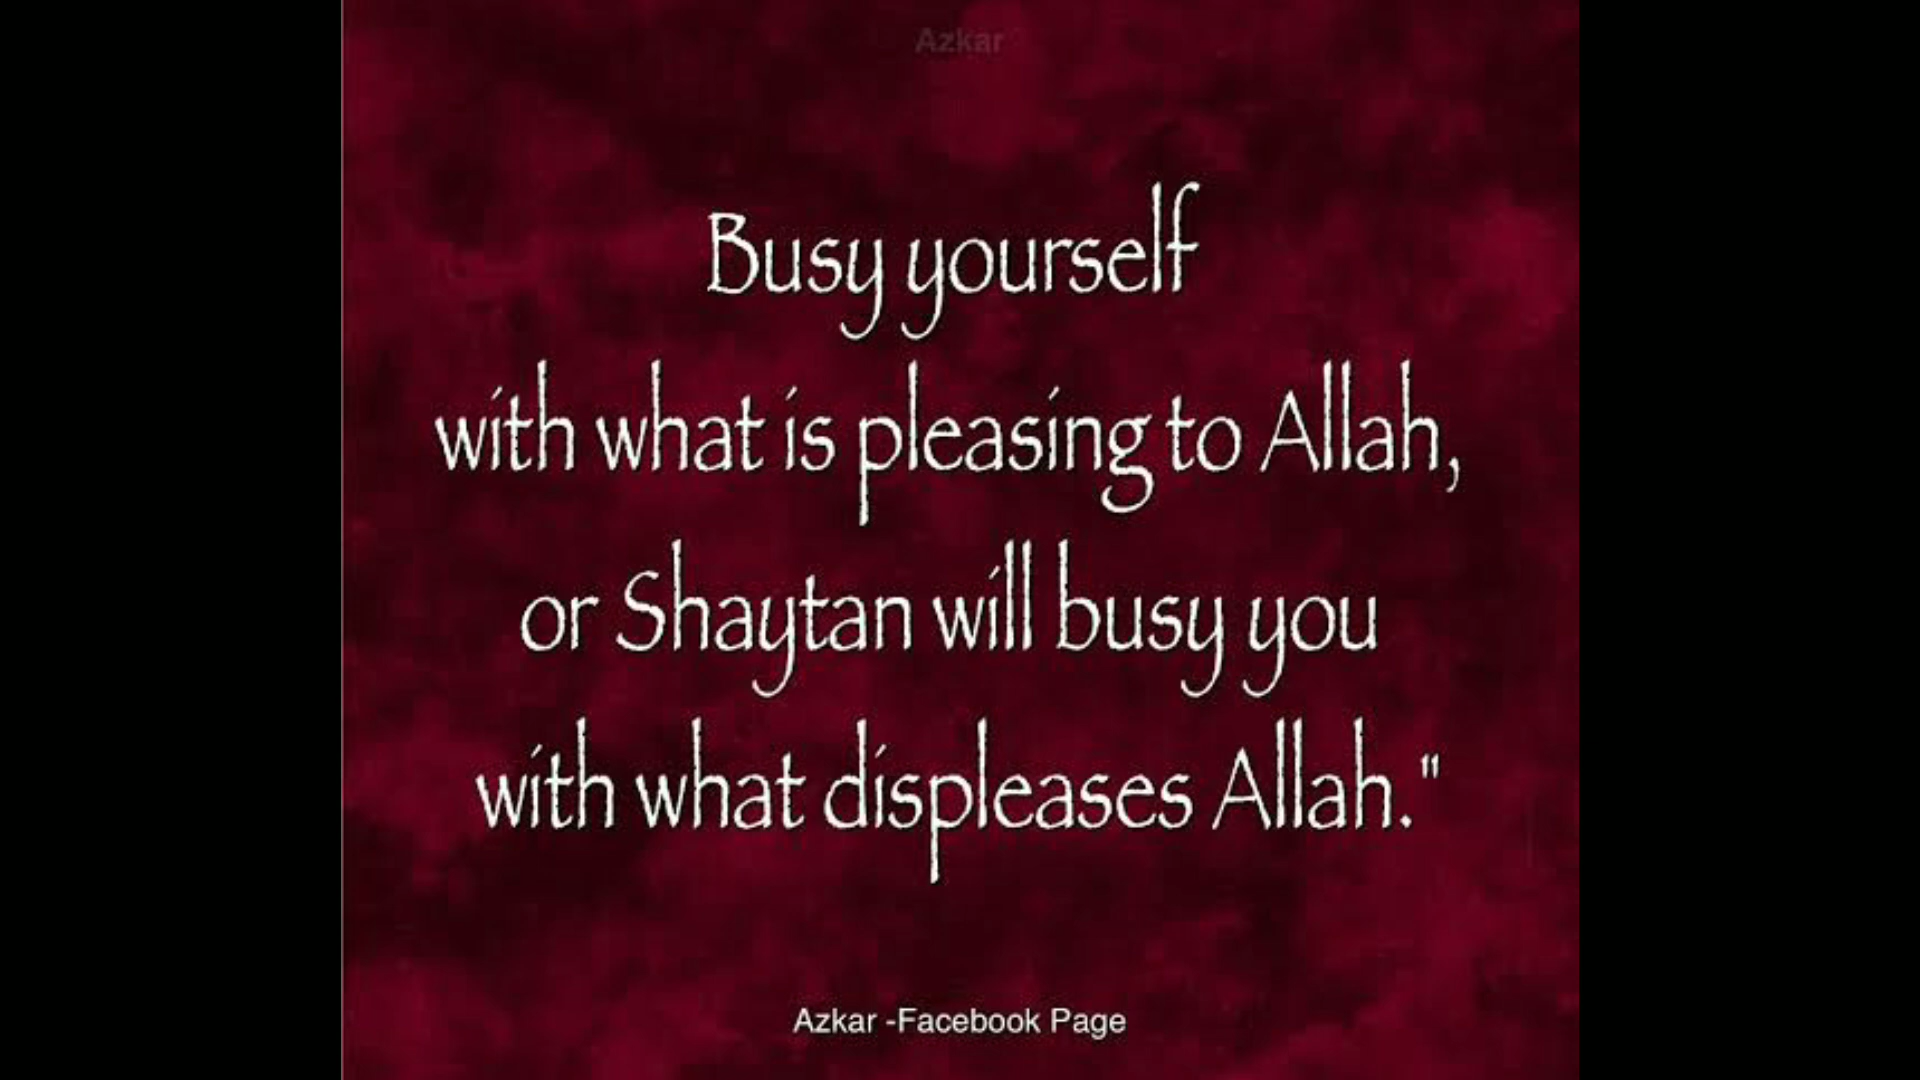 Azkar
Busy yourself
with what is pleasing to Allah,
or Shaytan will busy you
with what displeases Allah."
Azkar -Facebook Page